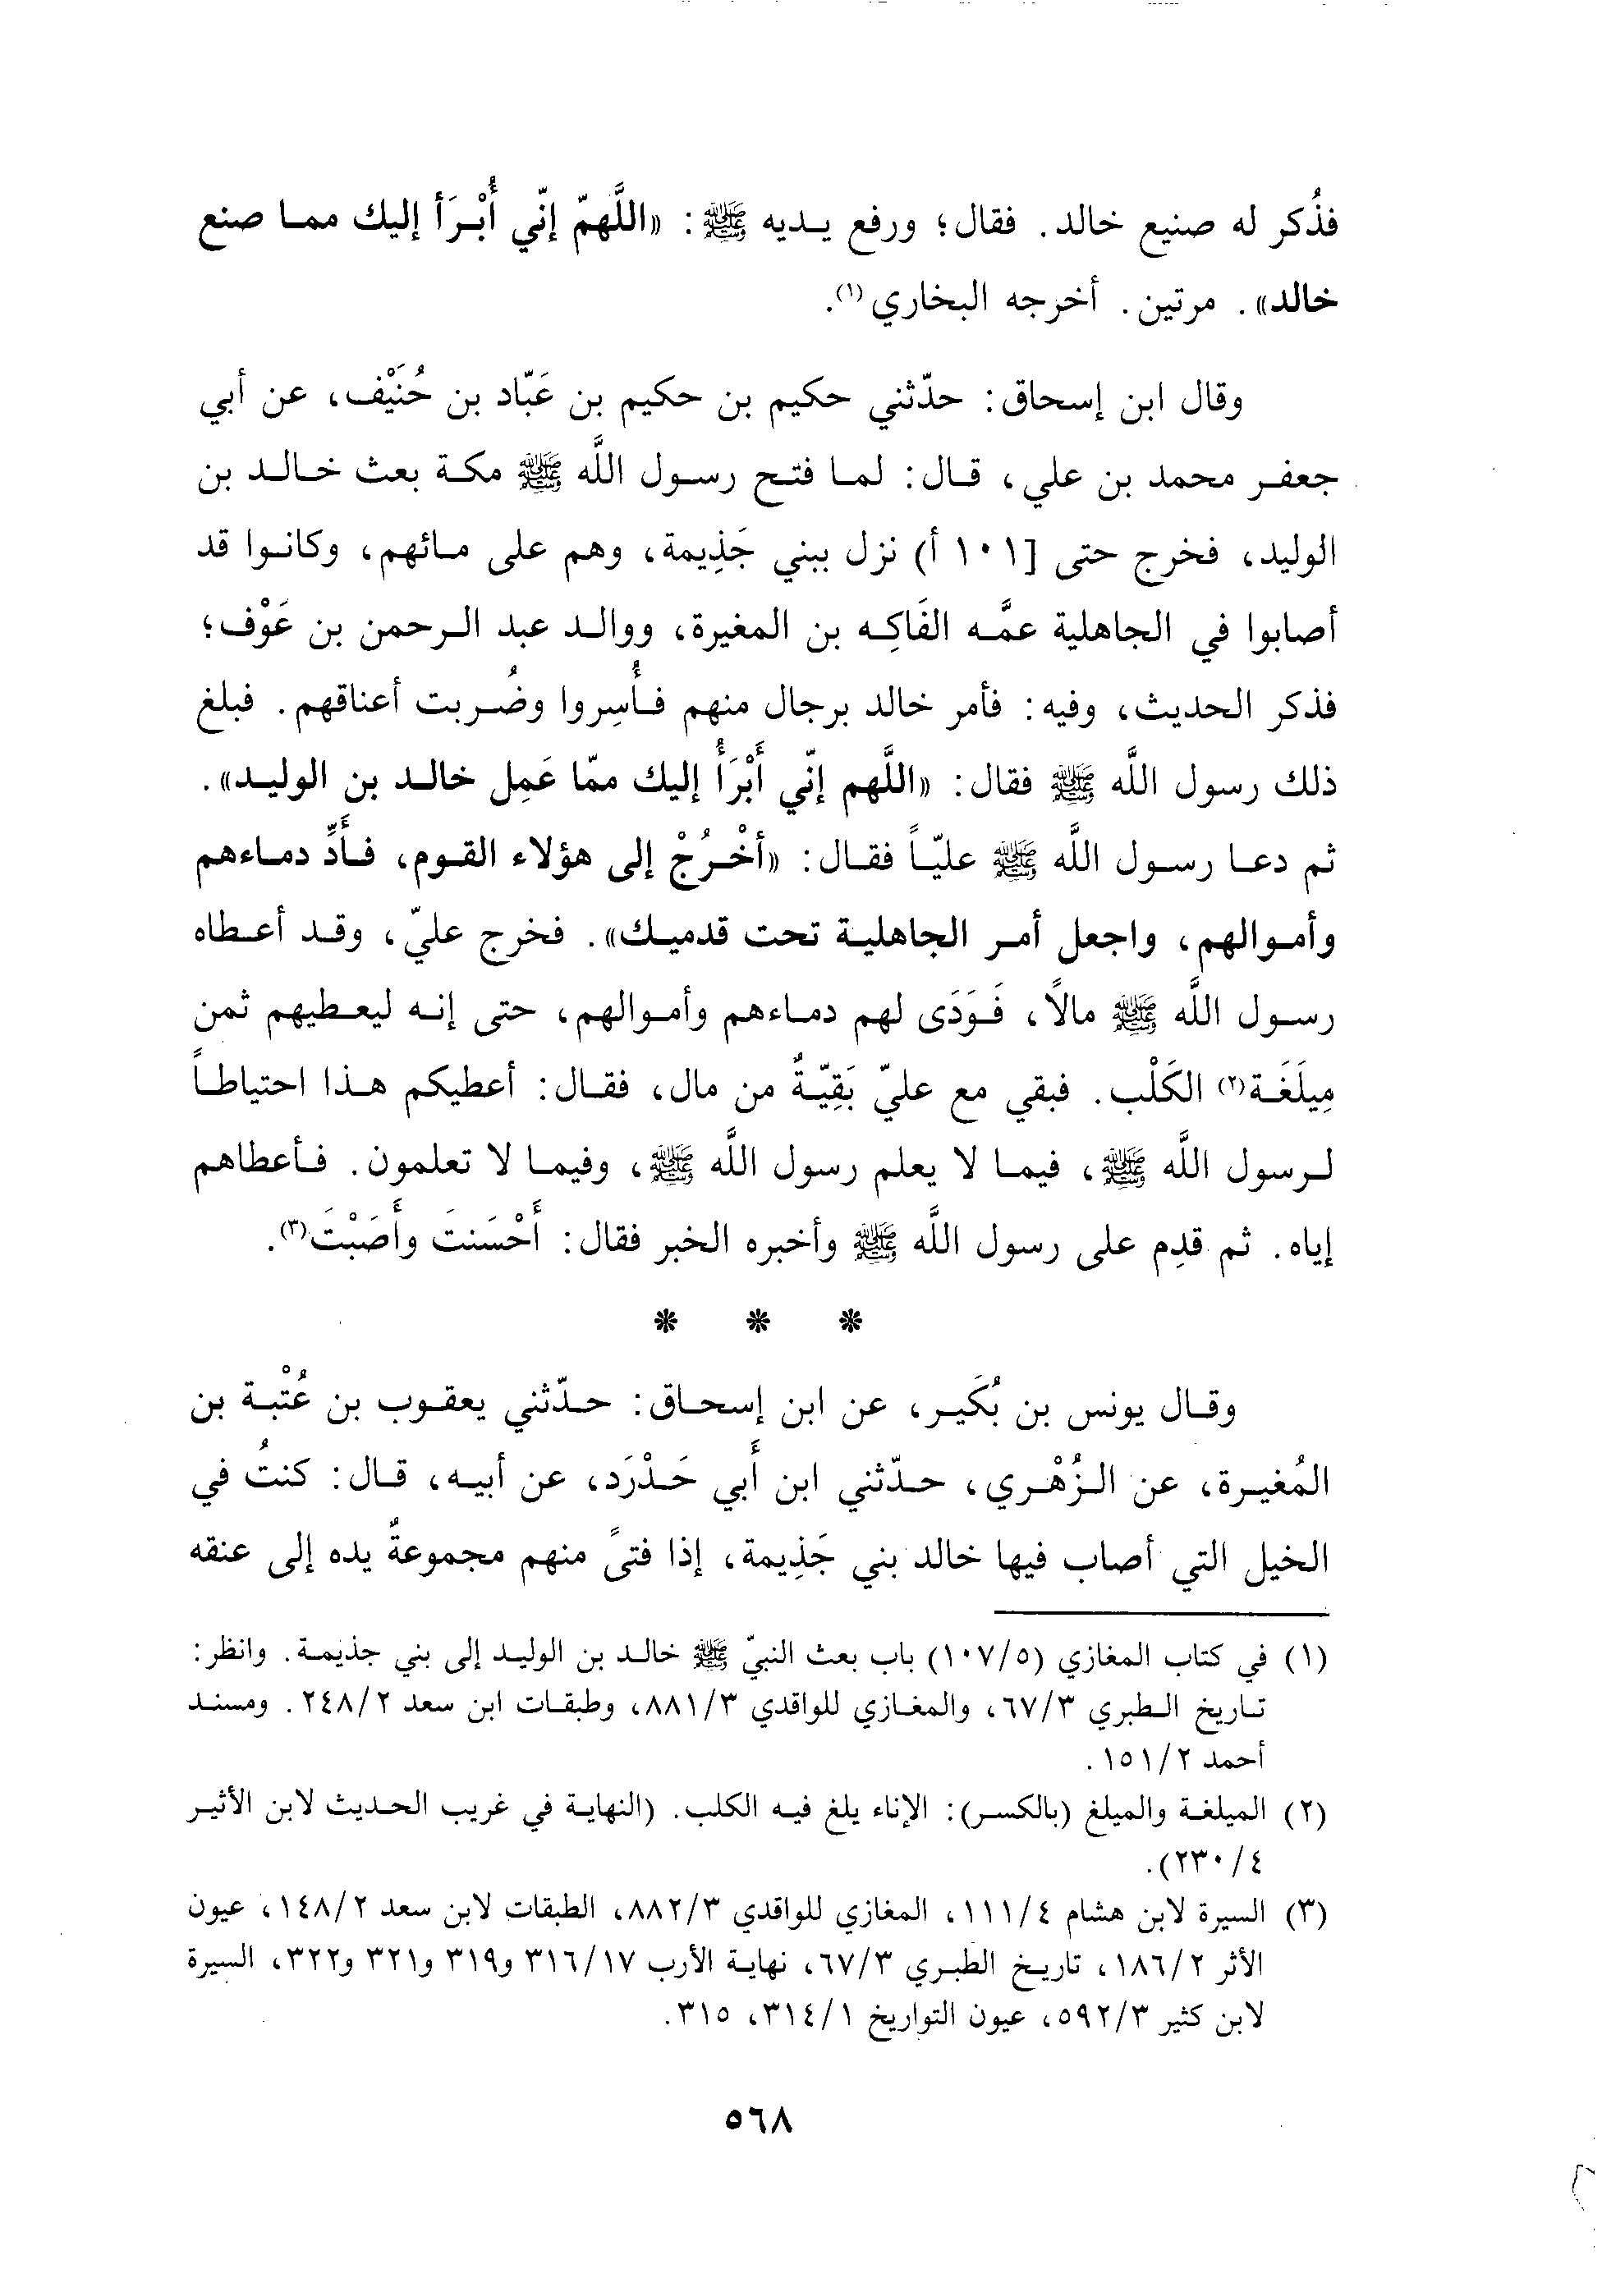 فذُكر له صنيع خالد. فقال؛ ورفع يديه ﷺ: «اللَّهمّ إنّي أُبْرَأ إليك مما صنع
خالد». مرتين. أخرجه البخاري(١).
وقال ابن إسحاق: حدّثني حكيم بن حكيم بن عَبّاد بن حُنَيْف، عن أبي
جعفر محمد بن علي، قال: لما فتح رسول اللَّه ﷺ مكة بعث خالد بن
الوليد، فخرج حتى [١٠١ أ) نزل ببني جَذِيمة، وهم على مائهم، وكانوا قد
أصابوا في الجاهلية عمَّه الفَاكِه بن المغيرة، ووالد عبد الرحمن بن عَوْف؛
فذكر الحديث، وفيه: فأمر خالد برجال منهم فأُسِروا وضُربت أعناقهم. فبلغ
ذلك رسول اللَّه ﷺ فقال: «اللَّهم إنّي أَبْرَأُ إليك ممّا عَمِل خالد بن الوليد».
ثم دعا رسول اللَّه ﷺ عليّاً فقال: «أخْرُجْ إلى هؤلاء القوم، فأَدِّ دماءهم
وأموالهم، واجعل أمر الجاهلية تحت قدميك». فخرج عليّ، وقد أعطاه
رسول اللَّه ﷺ مالاً، فَوَدَى لهم دماءهم وأموالهم، حتى إنه ليعطيهم ثمن
مِيلَغَة(٢) الكَلْب. فبقي مع عليّ بَقِيّةٌ من مال، فقال: أعطيكم هذا احتياطاً
لرسول اللَّه ﷺ، فيما لا يعلم رسول اللَّه ﷺ، وفيما لا تعلمون. فأعطاهم
إياه. ثم قدِم على رسول اللَّه ﷺ وأخبره الخبر فقال: أَحْسَنتَ وأَصَبْتَ(٣).
* * *
وقال يونس بن بُكَير، عن ابن إسحاق: حدّثني يعقوب بن عُتْبة بن
المُغيرة، عن الزُهْري، حدّثني ابن أَبي حَدْرَد، عن أبيه، قال: كنتُ في
الخيل التي أصاب فيها خالد بني جَذِيمة، إذا فتىً منهم مجموعةٌ يده إلى عنقه
(١) في كتاب المغازي (١٠٧/٥) باب بعث النبيّ ﷺ خالد بن الوليد إلى بني جذيمة. وانظر:
تاريخ الطبري ٦٧/٣، والمغازي للواقدي ٨٨١/٣، وطبقات ابن سعد ٢٤٨/٢. ومسند
أحمد ١٥١/٢.
(٢) الميلغة والميلغ (بالكسر): الإناء يلغ فيه الكلب. (النهاية في غريب الحديث لابن الأثير
٢٣٠/٤).
(٣) السيرة لابن هشام ١١١/٤، المغازي للواقدي ٨٨٢/٣، الطبقات لابن سعد ١٤٨/٢، عيون
الأثر ١٨٦/٢، تاريخ الطبري ٦٧/٣، نهاية الأرب ٣١٦/١٧ و٣١٩ و٣٢١ و٣٢٢، السيرة
لابن كثير ٥٩٢/٣، عيون التواريخ ٣١٤/١، ٣١٥.
٥٦٨